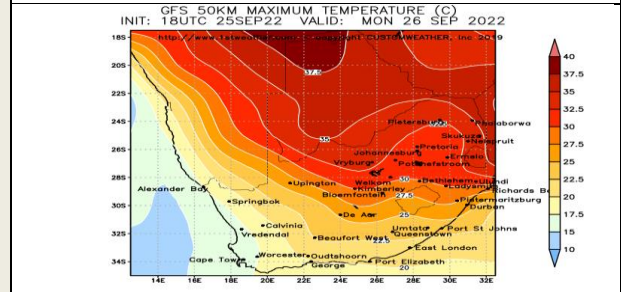 GFS 50KM MAXIMUM TEMPERATURE (C)
INIT: 18UTC 25SEP22 VALID: MON 26 SEP 2022
18S
20S
22S
24S
26S
28S
30S
32S
34S
14E 16E 18E 20E 22E 24E 26E 28E 30E 32E
37.5
35
30
27.5
25
22.5
20
Pietersburg
Phalaborwa
Skukuza
Nelspruit
Pretoria
Johannesburg
Ermelo
Vryburg
Potchefstroom
Welkom
Bethlehem
Ulundi
Alexander Bay
Upington
Kimberley
Ladysmith
Richards B
Bloemfontein
Springbok
Pietermaritzburg
Durban
De Aar
Calvinia
Umtata
Port St Johns
Vredendal
Beaufort West
Queenstown
East London
Worcester
Oudtshoorn
Cape Town
George
Port Elizabeth
40
37.5
35
32.5
30
27.5
25
22.5
20
17.5
15
10